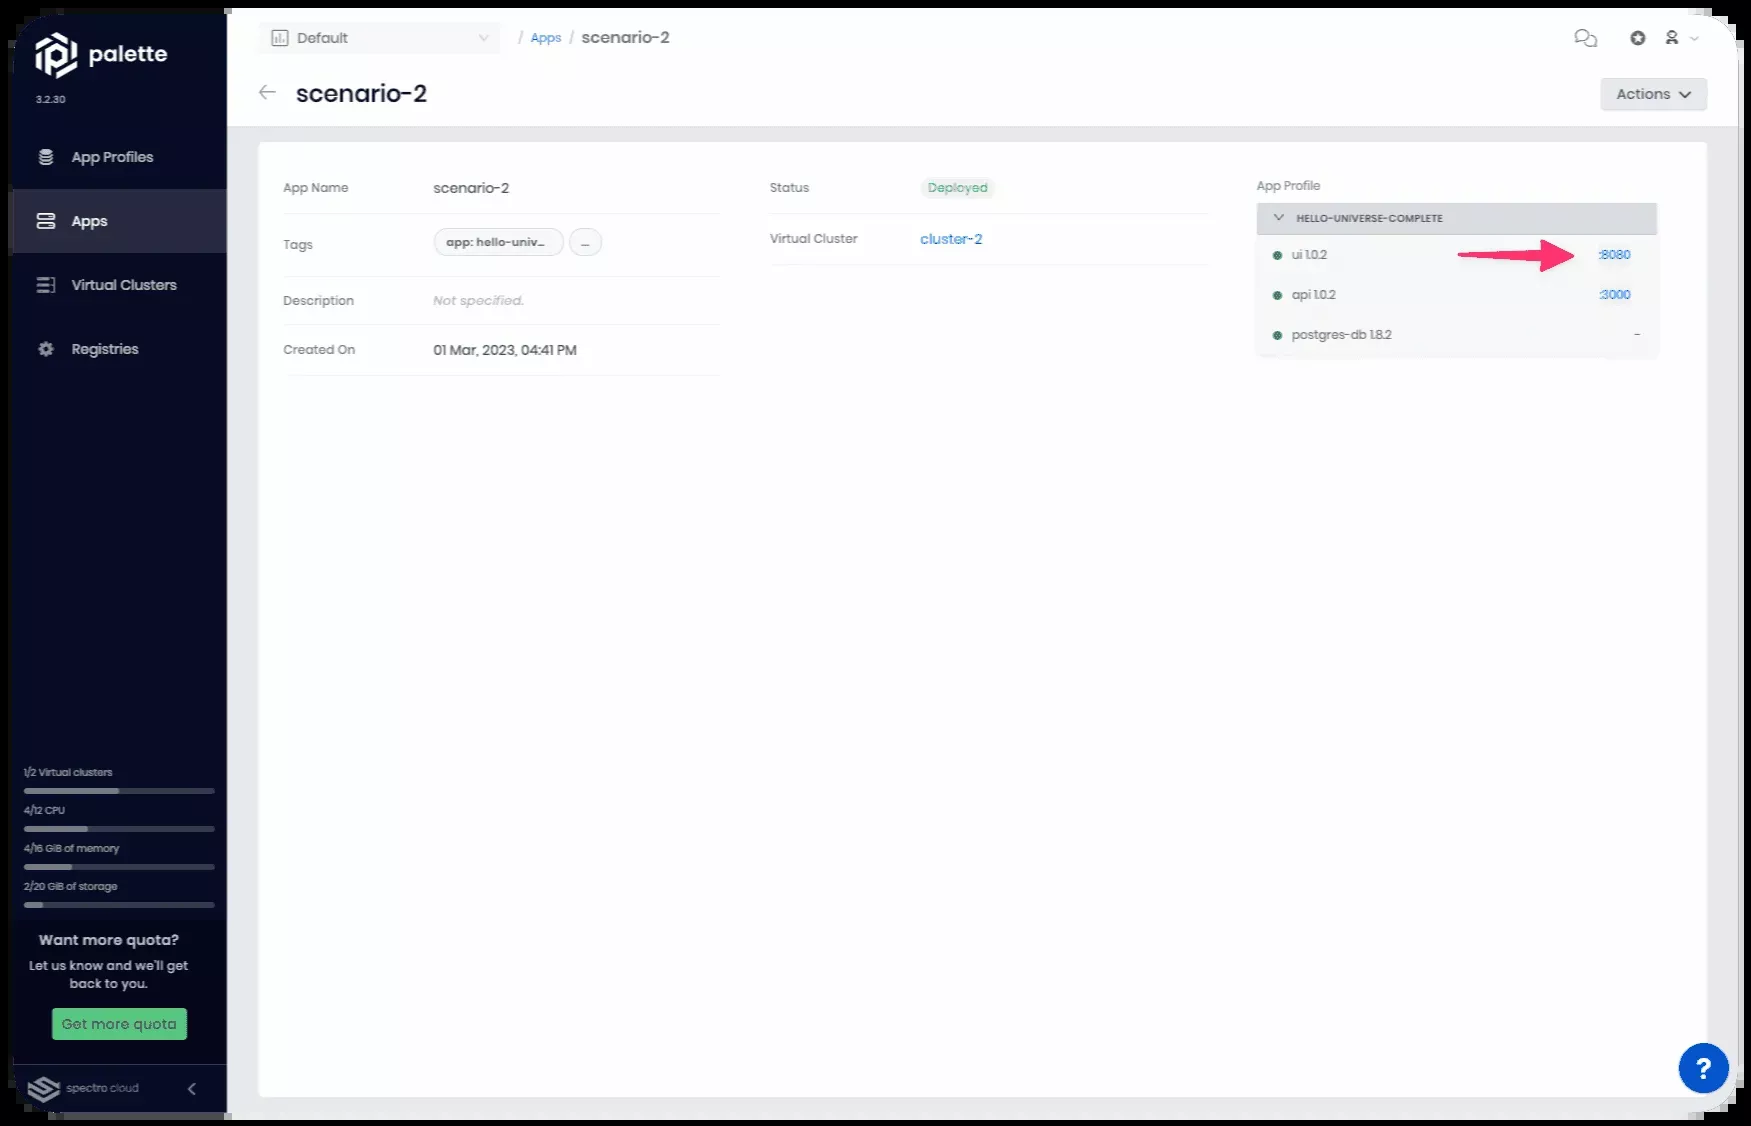 palette
3.2.30
App Profiles
Apps
Virtual Clusters
Registries
1/2 Virtual clusters
4/12 CPU
4/16 GiB of memory
2/20 GiB of storage
Want more quota?
Let us know and we'll get
back to you.
Get more quota
spectro cloud
Default / Apps / scenario-2
scenario-2
Actions
App Name scenario-2
Tags app: hello-univ... ...
Description Not specified.
Created On 01 Mar, 2023, 04:41 PM
Status Deployed
Virtual Cluster cluster-2
App Profile
HELLO-UNIVERSE-COMPLETE
ui 1.0.2 :8080
api 1.0.2 :3000
postgres-db 1.8.2 -
?